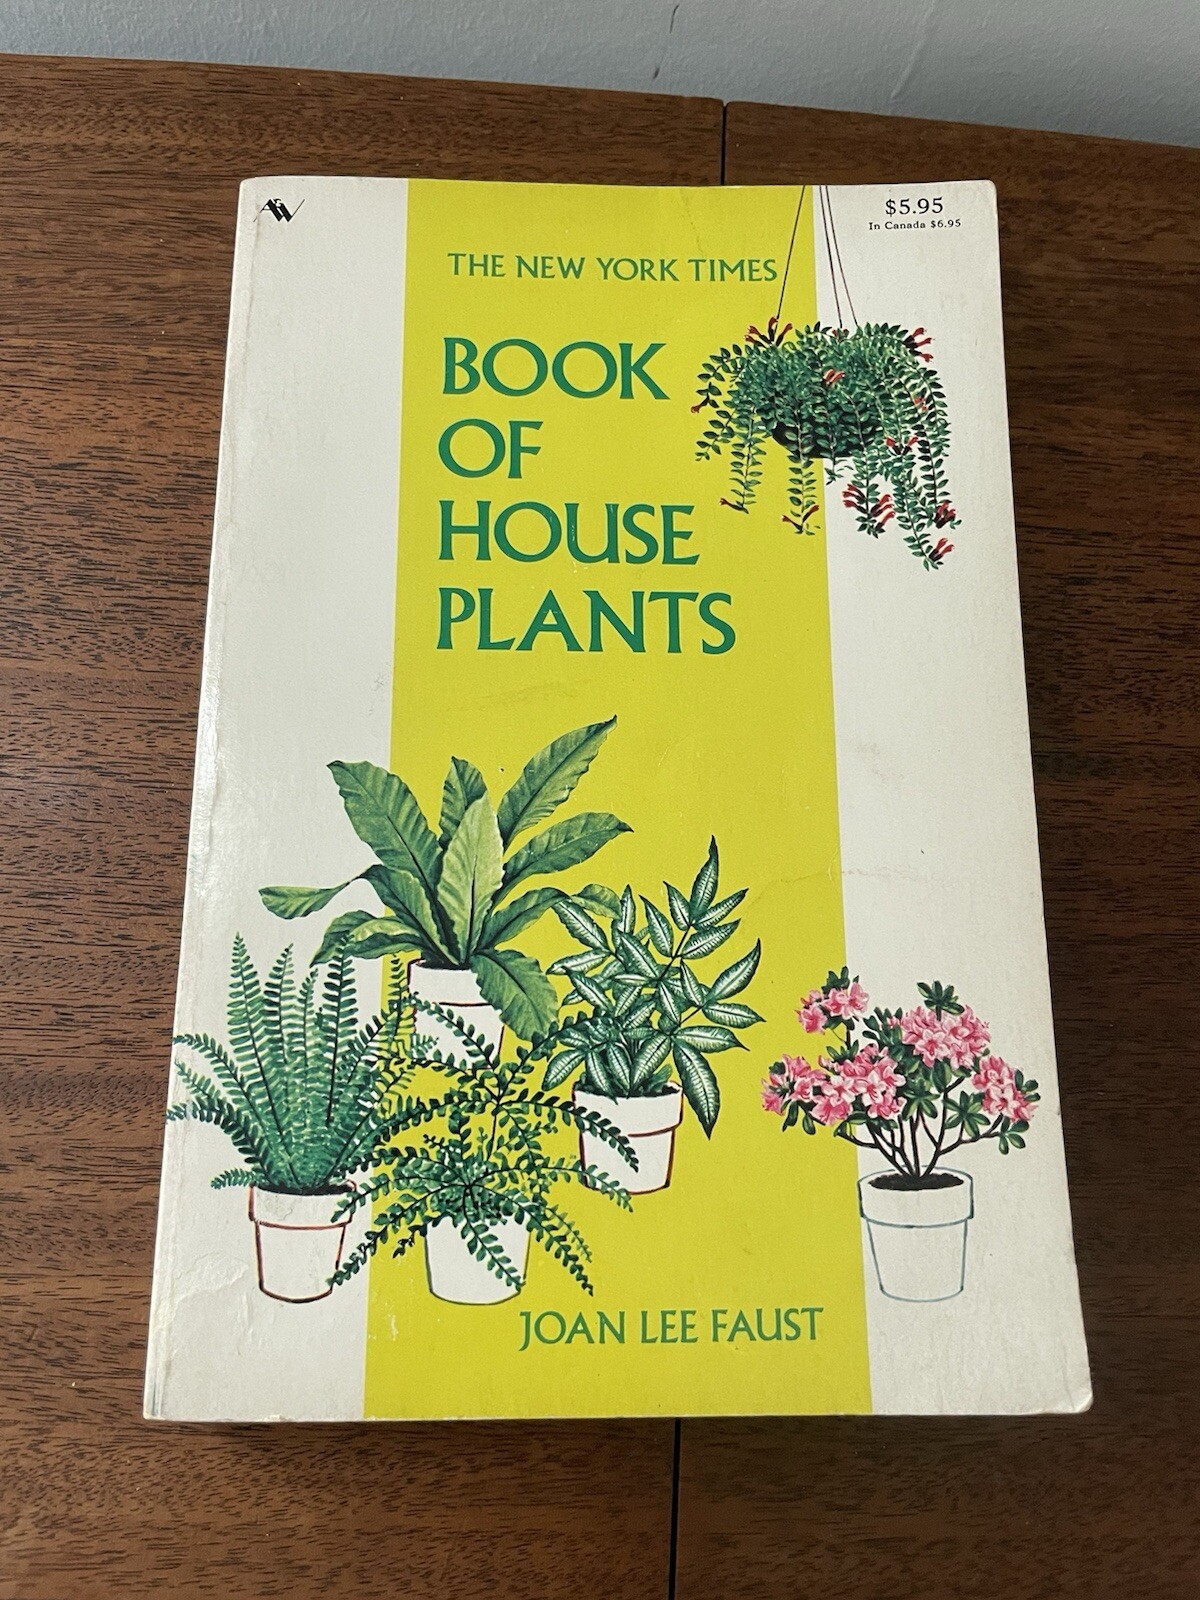 A&W
$5.95
In Canada $6.95
THE NEW YORK TIMES
BOOK
OF
HOUSE
PLANTS
JOAN LEE FAUST